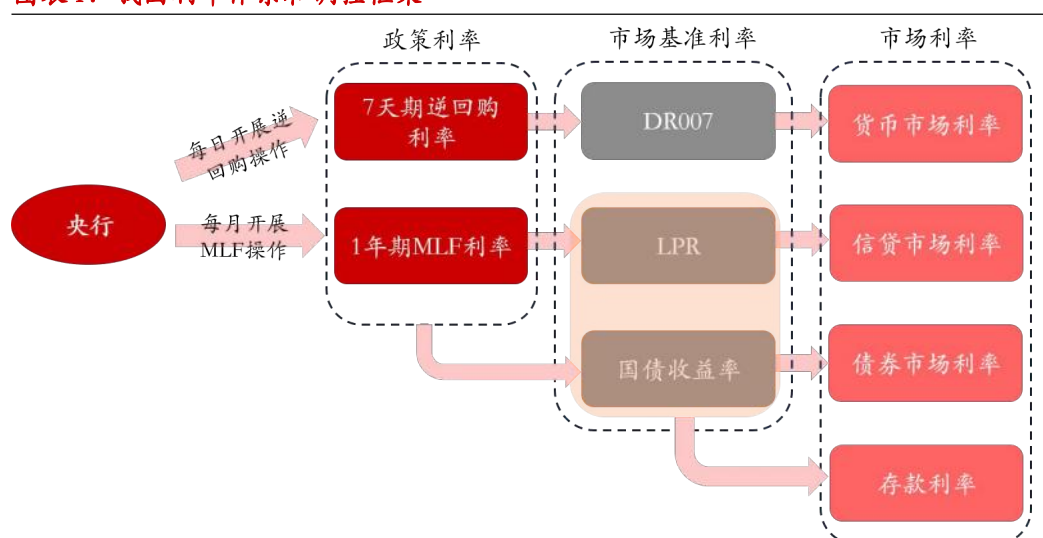 政策利率
市场基准利率
市场利率
7天期逆回购
利率
DR007
货币市场利率
每日开展逆
回购操作
央行
每月开展
MLF操作
1年期MLF利率
LPR
信贷市场利率
国债收益率
债券市场利率
存款利率